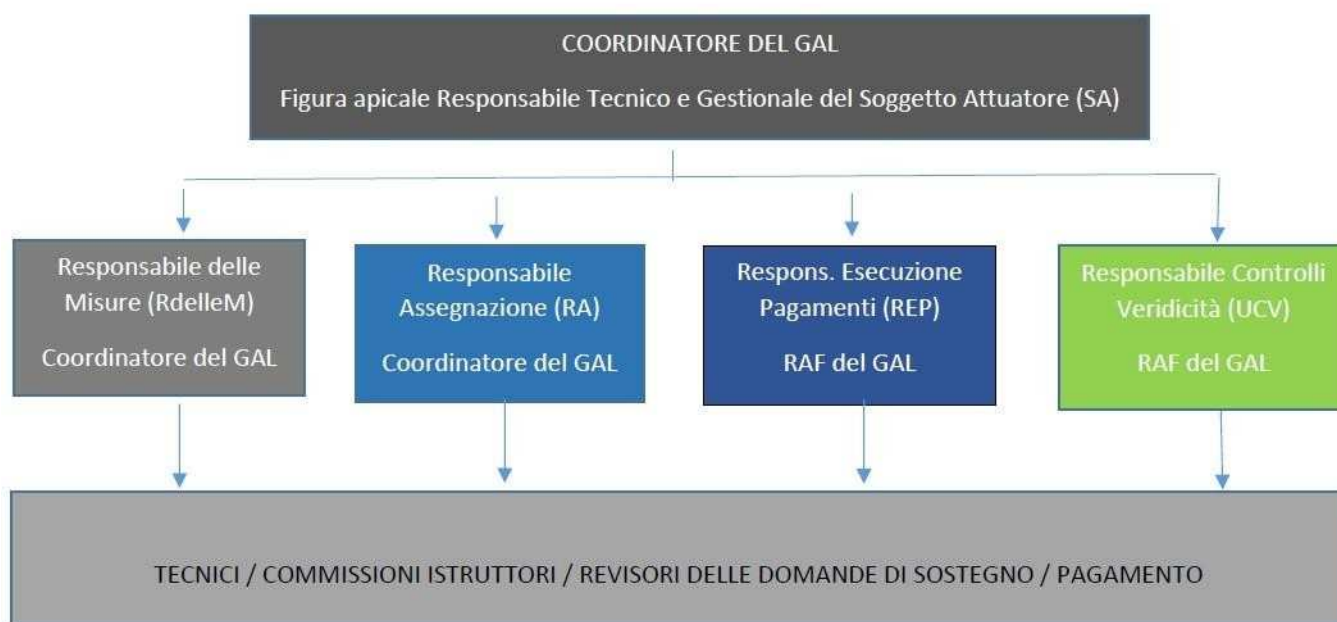 COORDINATORE DEL GAL
Figura apicale Responsabile Tecnico e Gestionale del Soggetto Attuatore (SA)
Responsabile delle
Misure (RdelleM)
Coordinatore del GAL
Responsabile
Assegnazione (RA)
Coordinatore del GAL
Respons. Esecuzione
Pagamenti (REP)
RAF del GAL
Responsabile Controlli
Veridicità (UCV)
RAF del GAL
TECNICI / COMMISSIONI ISTRUTTORI / REVISORI DELLE DOMANDE DI SOSTEGNO / PAGAMENTO